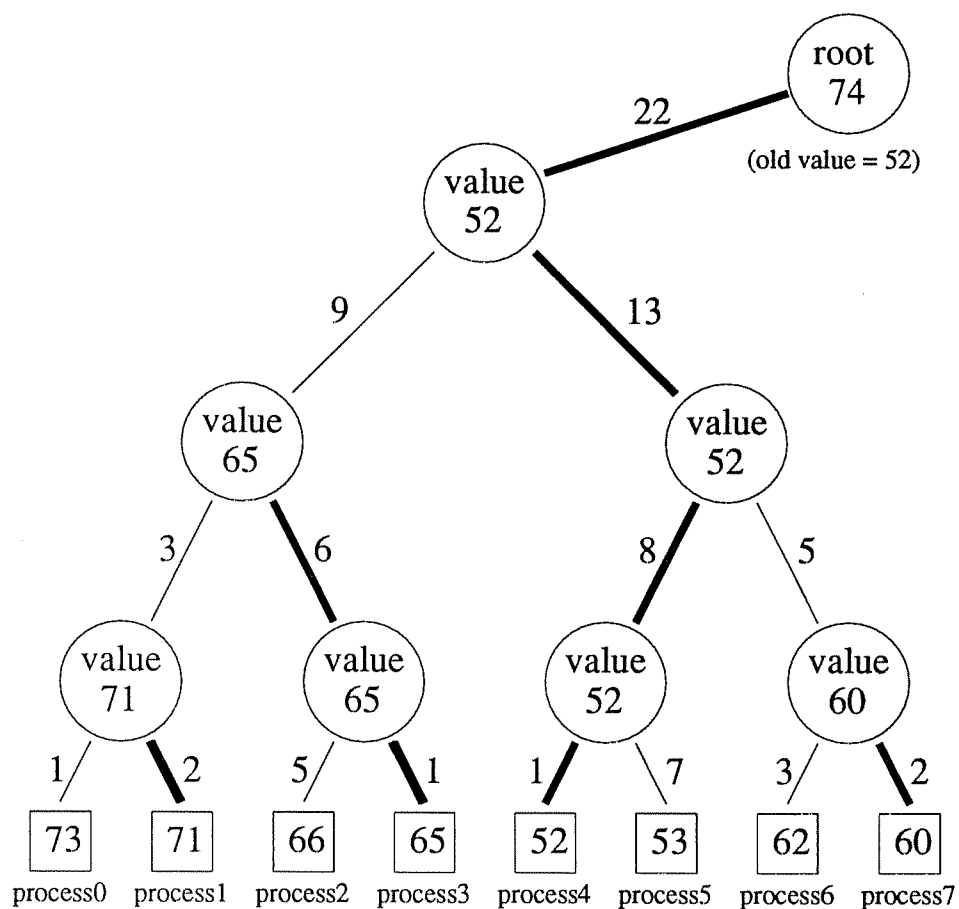 root
74
22
(old value = 52)
value
52
9
13
value
65
value
52
3
6
8
5
value
71
value
65
value
52
value
60
1
2
5
1
1
7
3
2
73
71
66
65
52
53
62
60
process0
process1
process2
process3
process4
process5
process6
process7